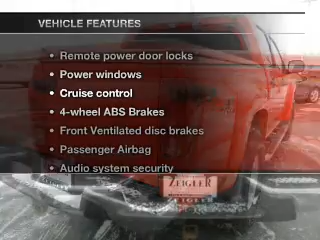 VEHICLE FEATURES
• Remote power door locks
• Power windows
• Cruise control
• 4-wheel ABS Brakes
• Front Ventilated disc brakes
• Passenger Airbag
• Audio system security
ZEIGLER
ZEIGLER